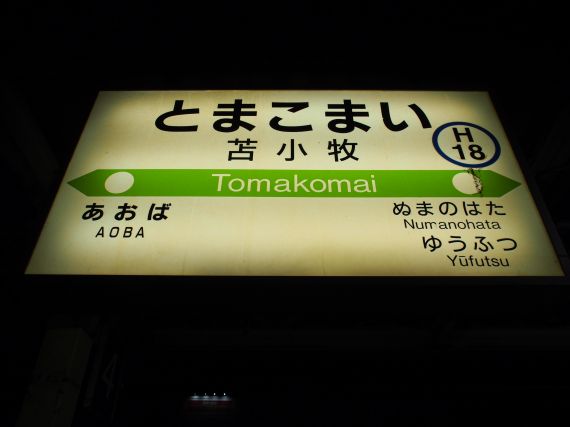 とまこまい
H
18
苫小牧
Tomakomai
あおば
AOBA
ぬまのはた
Numanohata
ゆうふつ
Yūfutsu